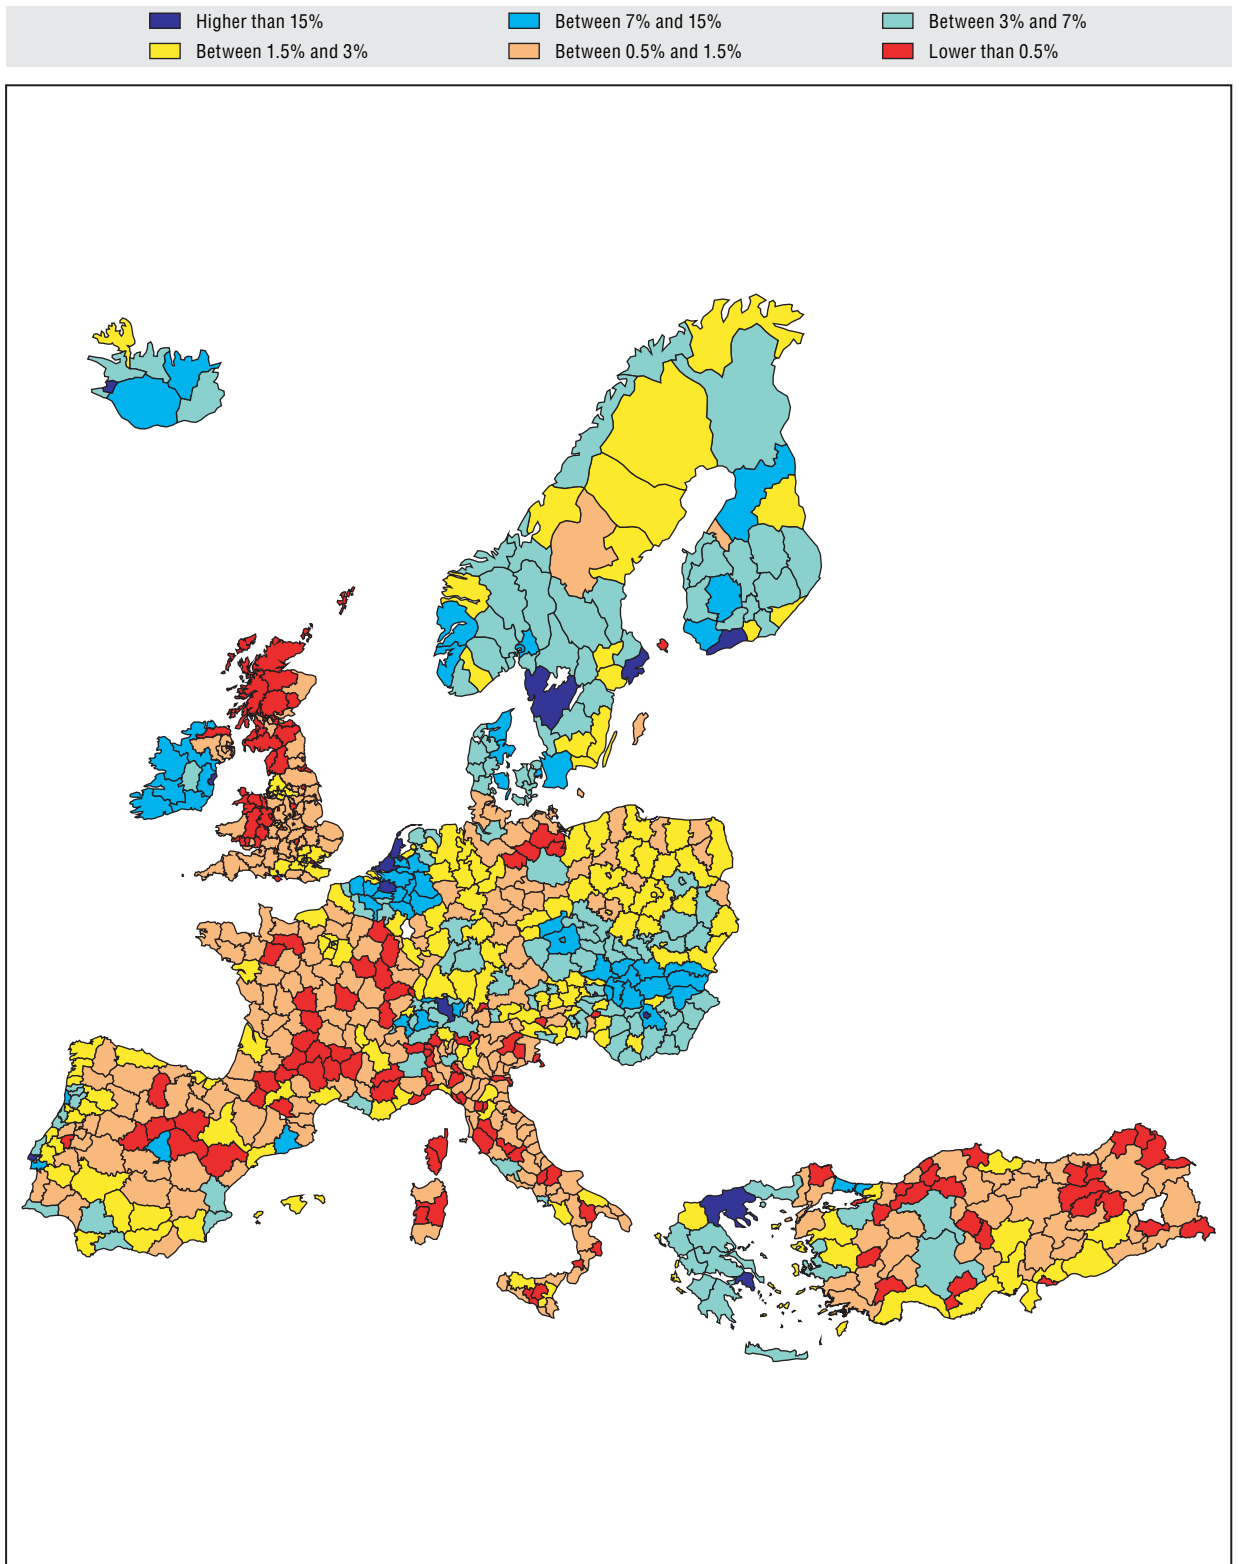 Higher than 15% Between 7% and 15% Between 3% and 7%
Between 1.5% and 3% Between 0.5% and 1.5% Lower than 0.5%